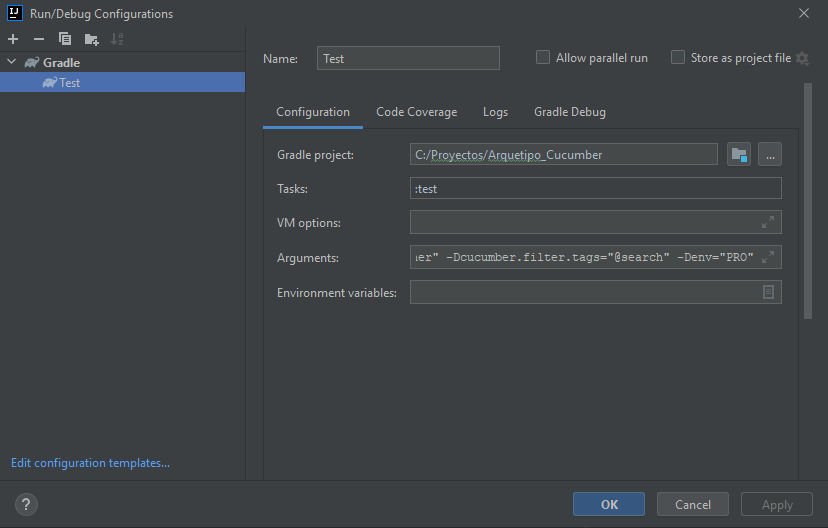 Run/Debug Configurations
Gradle
Test
Name: Test
Allow parallel run
Store as project file
Configuration Code Coverage Logs Gradle Debug
Gradle project: C:/Proyectos/Arquetipo_Cucumber ...
Tasks: :test
VM options:
Arguments: er" -Dcucumber.filter.tags="@search" -Denv="PRO"
Environment variables:
Edit configuration templates...
? OK Cancel Apply